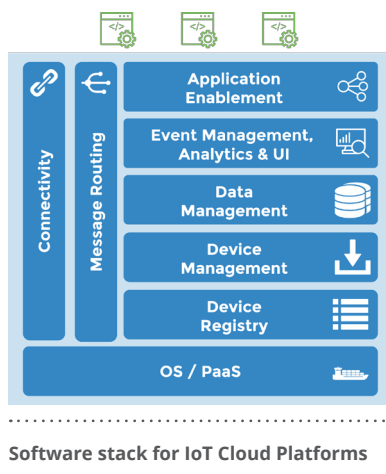 Connectivity
Message Routing
Application
Enablement
Event Management,
Analytics & UI
Data
Management
Device
Management
Device
Registry
OS / PaaS
Software stack for IoT Cloud Platforms